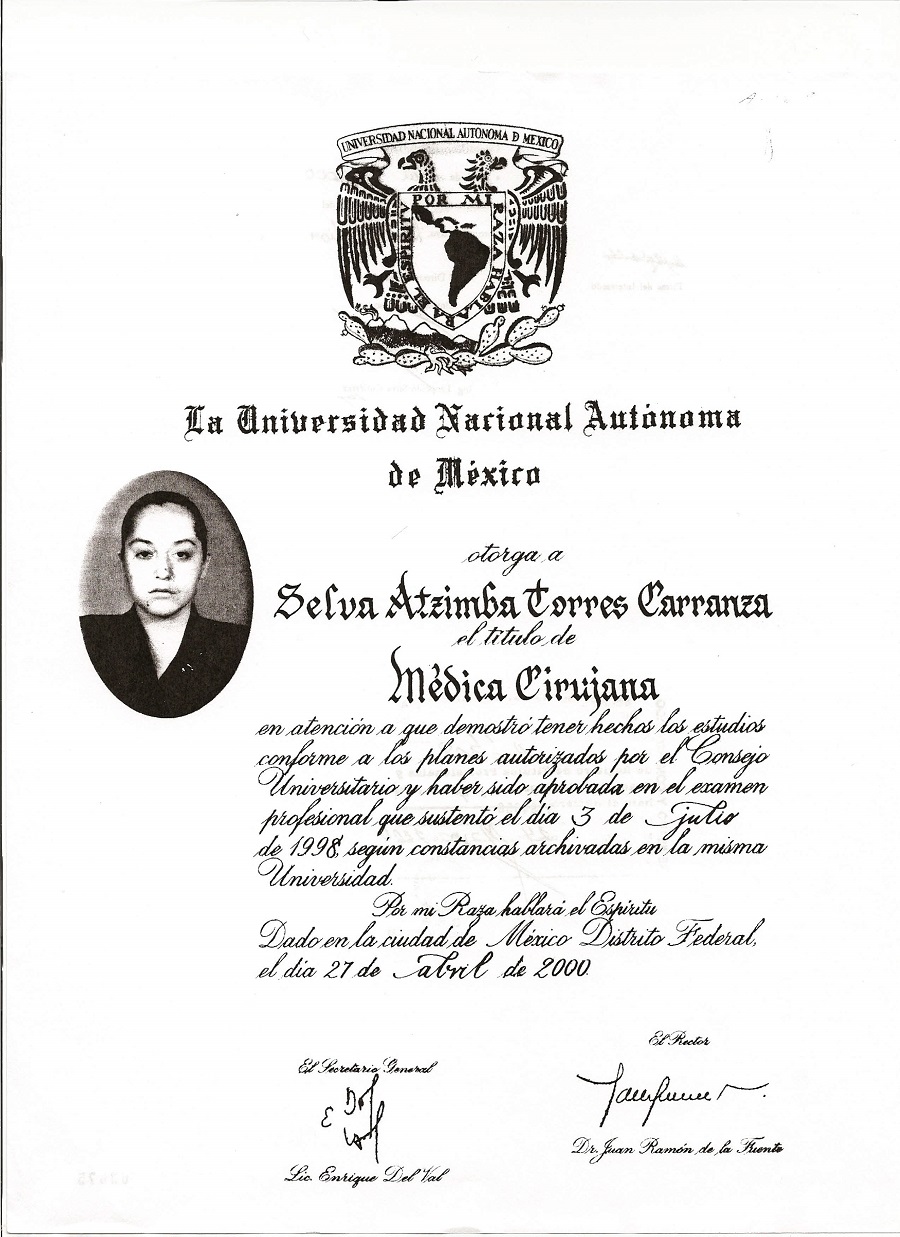 UNIVERSIDAD NACIONAL AUTONOMA D MEXICO
POR MI RAZA HABLARA EL ESPIRITV
La Universidad Nacional Autónoma
de México
otorga a
Selva Atzimba Torres Carranza
el título de
Médica Cirujana
en atención a que demostró tener hechos los estudios
conforme a los planes autorizados por el Consejo
Universitario y haber sido aprobada en el examen
profesional que sustentó el día 3 de julio
de 1998, según constancias archivadas en la misma
Universidad.
Por mi Raza hablará el Espíritu
Dado en la ciudad de México Distrito Federal,
el día 27 de abril de 2000.
El Rector
El Secretario General
Dr. Juan Ramón de la Fuente
Lic. Enrique Del Val